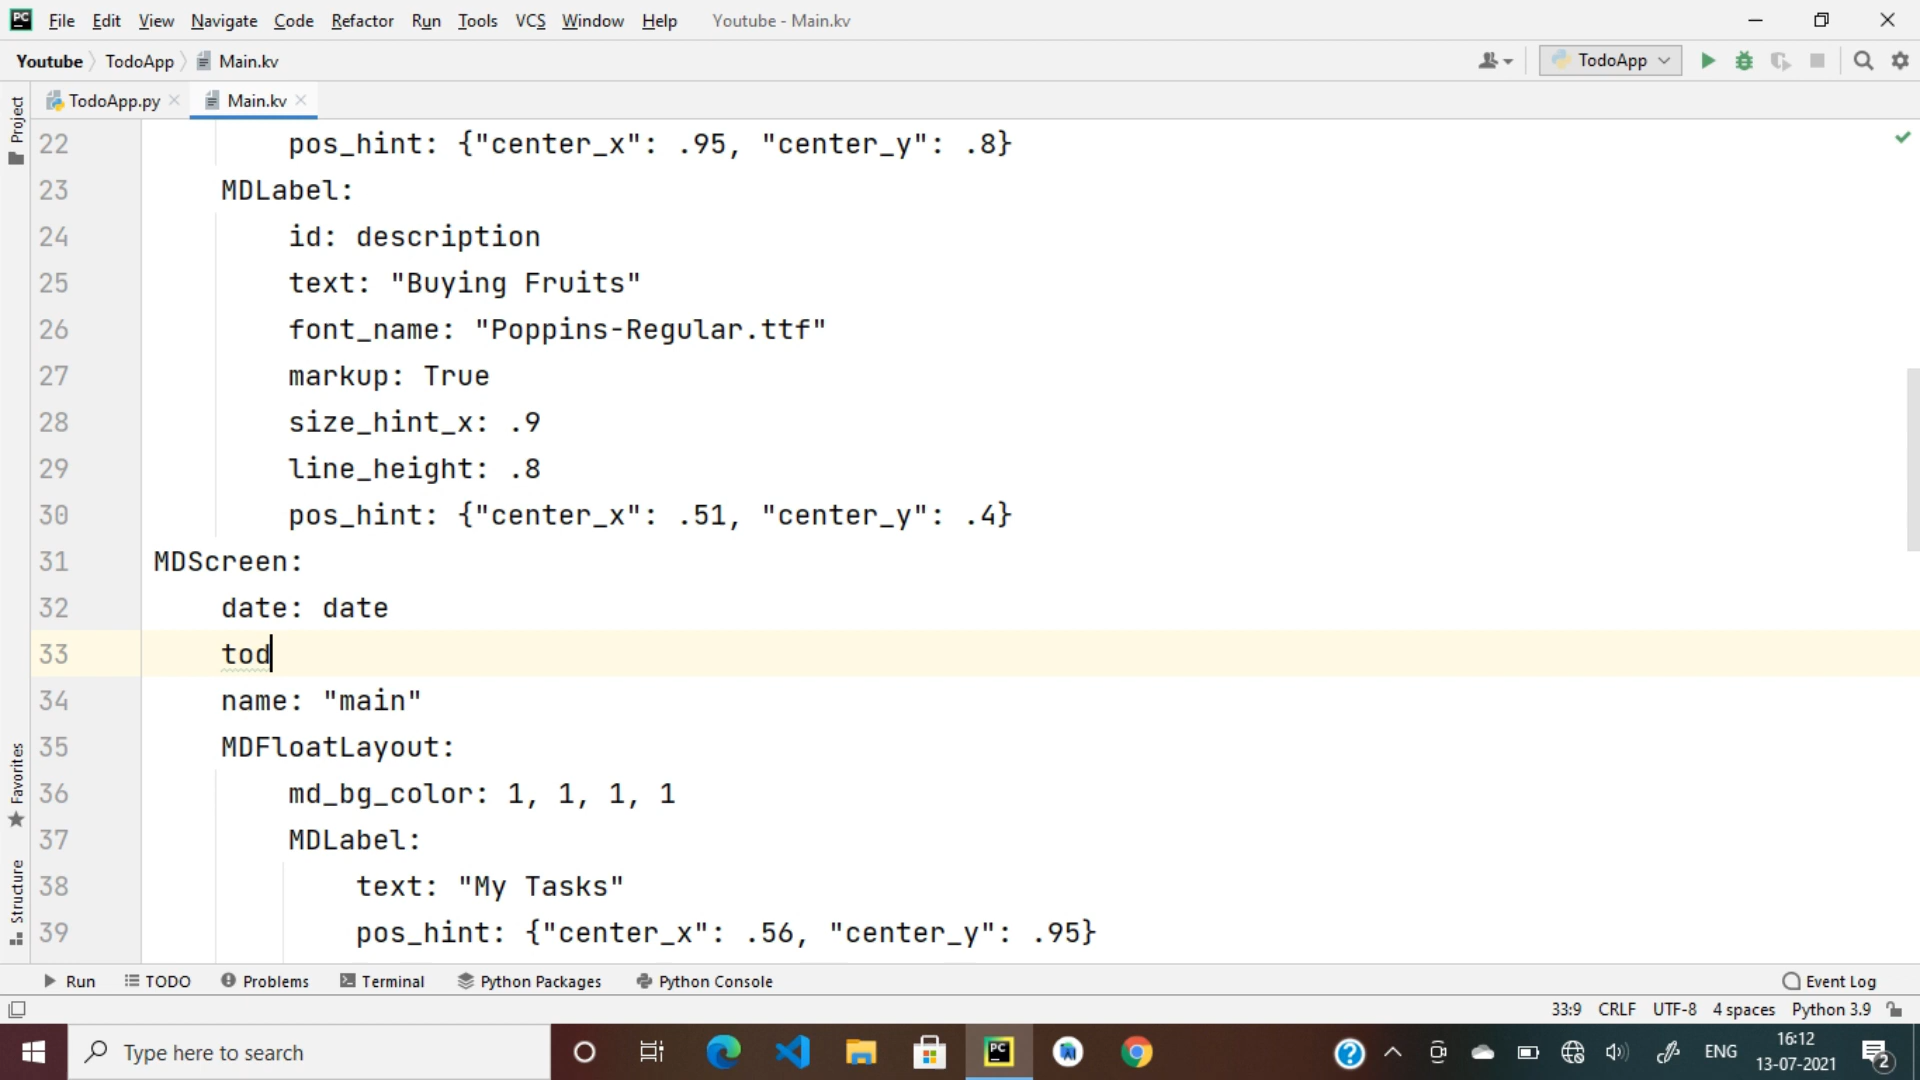 File Edit View Navigate Code Refactor Run Tools VCS Window Help Youtube - Main.kv
Youtube TodoApp Main.kv TodoApp
TodoApp.py Main.kv
Project
22 pos_hint: {"center_x": .95, "center_y": .8}
23 MDLabel:
24 id: description
25 text: "Buying Fruits"
26 font_name: "Poppins-Regular.ttf"
27 markup: True
28 size_hint_x: .9
29 line_height: .8
30 pos_hint: {"center_x": .51, "center_y": .4}
31 MDScreen:
32 date: date
33 tod
34 name: "main"
35 MDFloatLayout:
36 md_bg_color: 1, 1, 1, 1
37 MDLabel:
38 text: "My Tasks"
39 pos_hint: {"center_x": .56, "center_y": .95}
Favorites
Structure
Run TODO Problems Terminal Python Packages Python Console Event Log
33:9 CRLF UTF-8 4 spaces Python 3.9
Type here to search ENG 16:12
13-07-2021 2